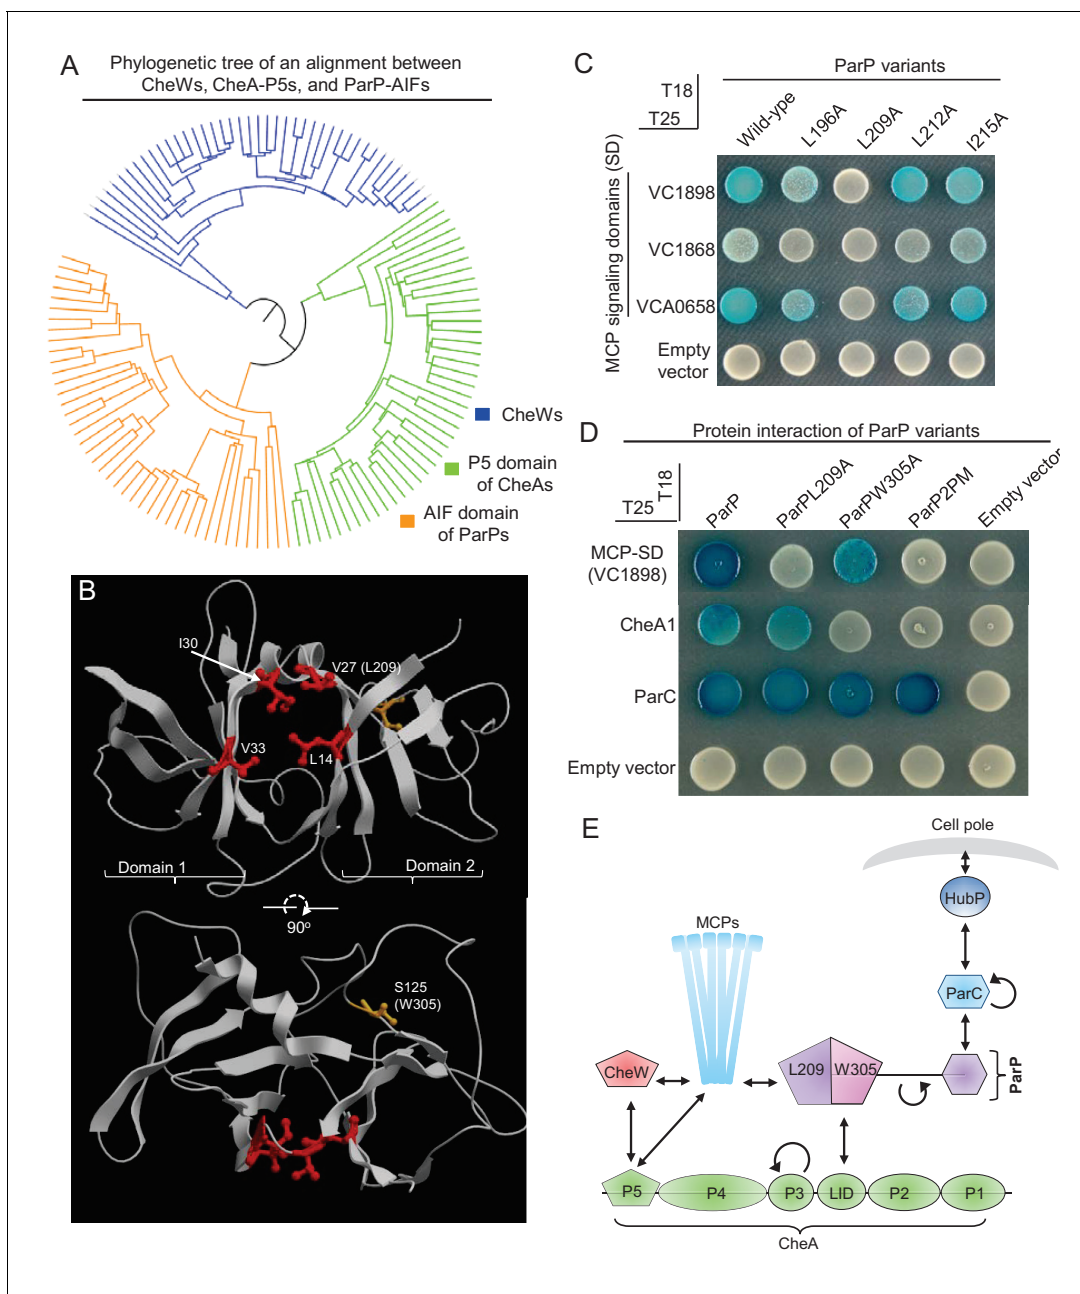 A
Phylogenetic tree of an alignment between
CheWs, CheA-P5s, and ParP-AIFs
CheWs
P5 domain
of CheAs
AIF domain
of ParPs
B
I30
V27 (L209)
V33
L14
Domain 1
Domain 2
90o
S125
(W305)
C
ParP variants
T18
T25
Wild-ype
L196A
L209A
L212A
I215A
MCP signaling domains (SD)
VC1898
VC1868
VCA0658
Empty
vector
D
Protein interaction of ParP variants
T18
T25
ParP
ParPL209A
ParPW305A
ParP2PM
Empty vector
MCP-SD
(VC1898)
CheA1
ParC
Empty vector
E
Cell pole
HubP
MCPs
ParC
CheW
L209
W305
ParP
P5
P4
P3
LID
P2
P1
CheA